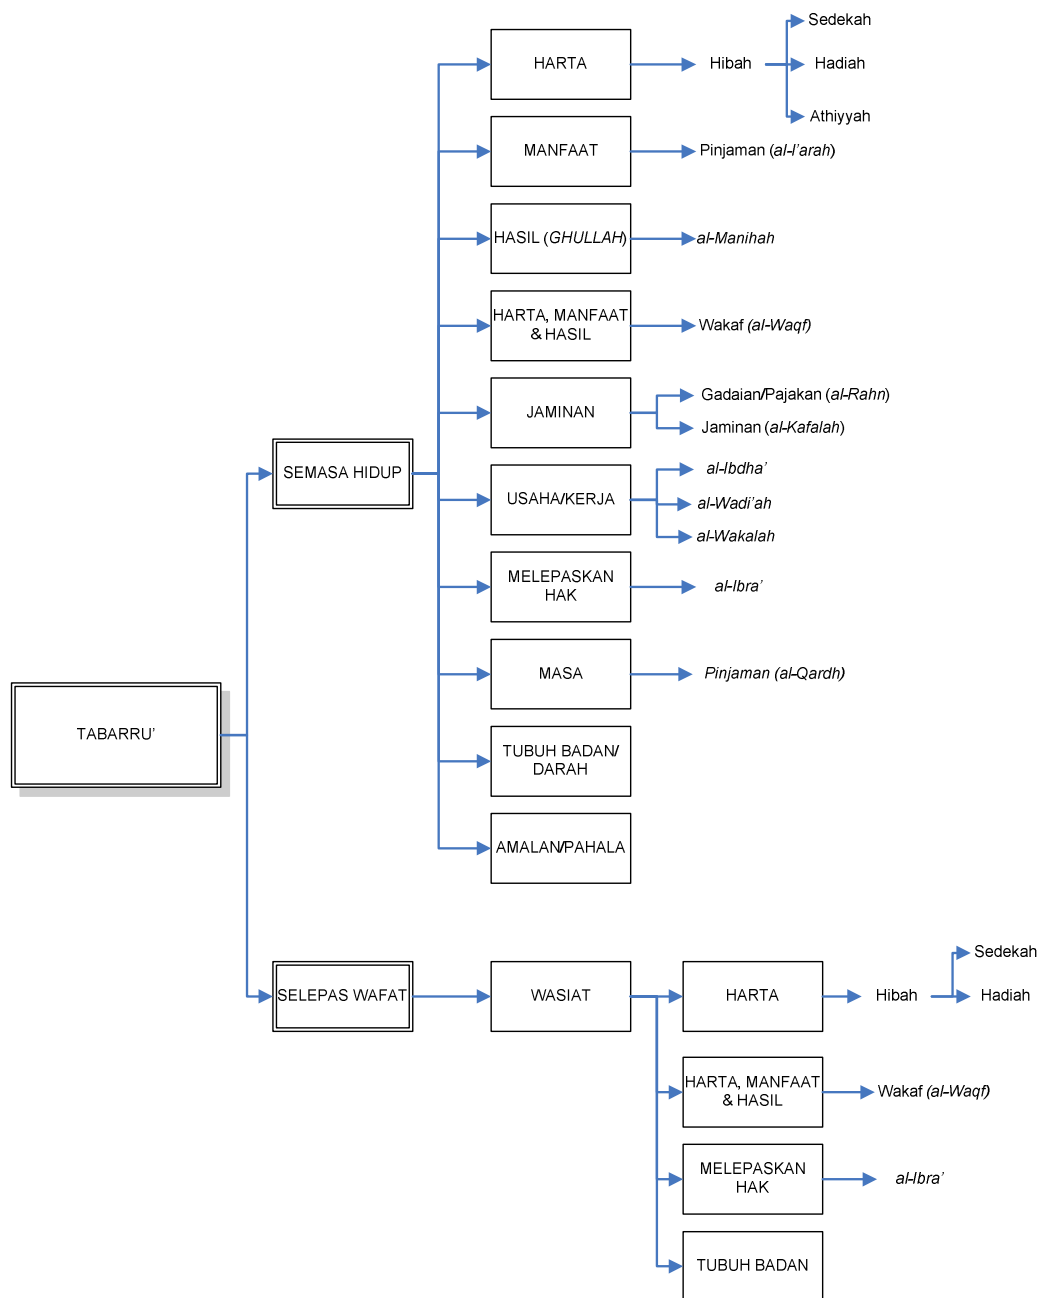 Sedekah
HARTA
Hibah
Hadiah
Athiyyah
MANFAAT
Pinjaman (al-I’arah)
HASIL (GHULLAH)
al-Manihah
HARTA, MANFAAT
& HASIL
Wakaf (al-Waqf)
JAMINAN
Gadaian/Pajakan (al-Rahn)
Jaminan (al-Kafalah)
SEMASA HIDUP
USAHA/KERJA
al-Ibdha’
al-Wadi’ah
al-Wakalah
MELEPASKAN
HAK
al-Ibra’
MASA
Pinjaman (al-Qardh)
TABARRU’
TUBUH BADAN/
DARAH
AMALAN/PAHALA
SELEPAS WAFAT
WASIAT
HARTA
Hibah
Sedekah
Hadiah
HARTA, MANFAAT
& HASIL
Wakaf (al-Waqf)
MELEPASKAN
HAK
al-Ibra’
TUBUH BADAN